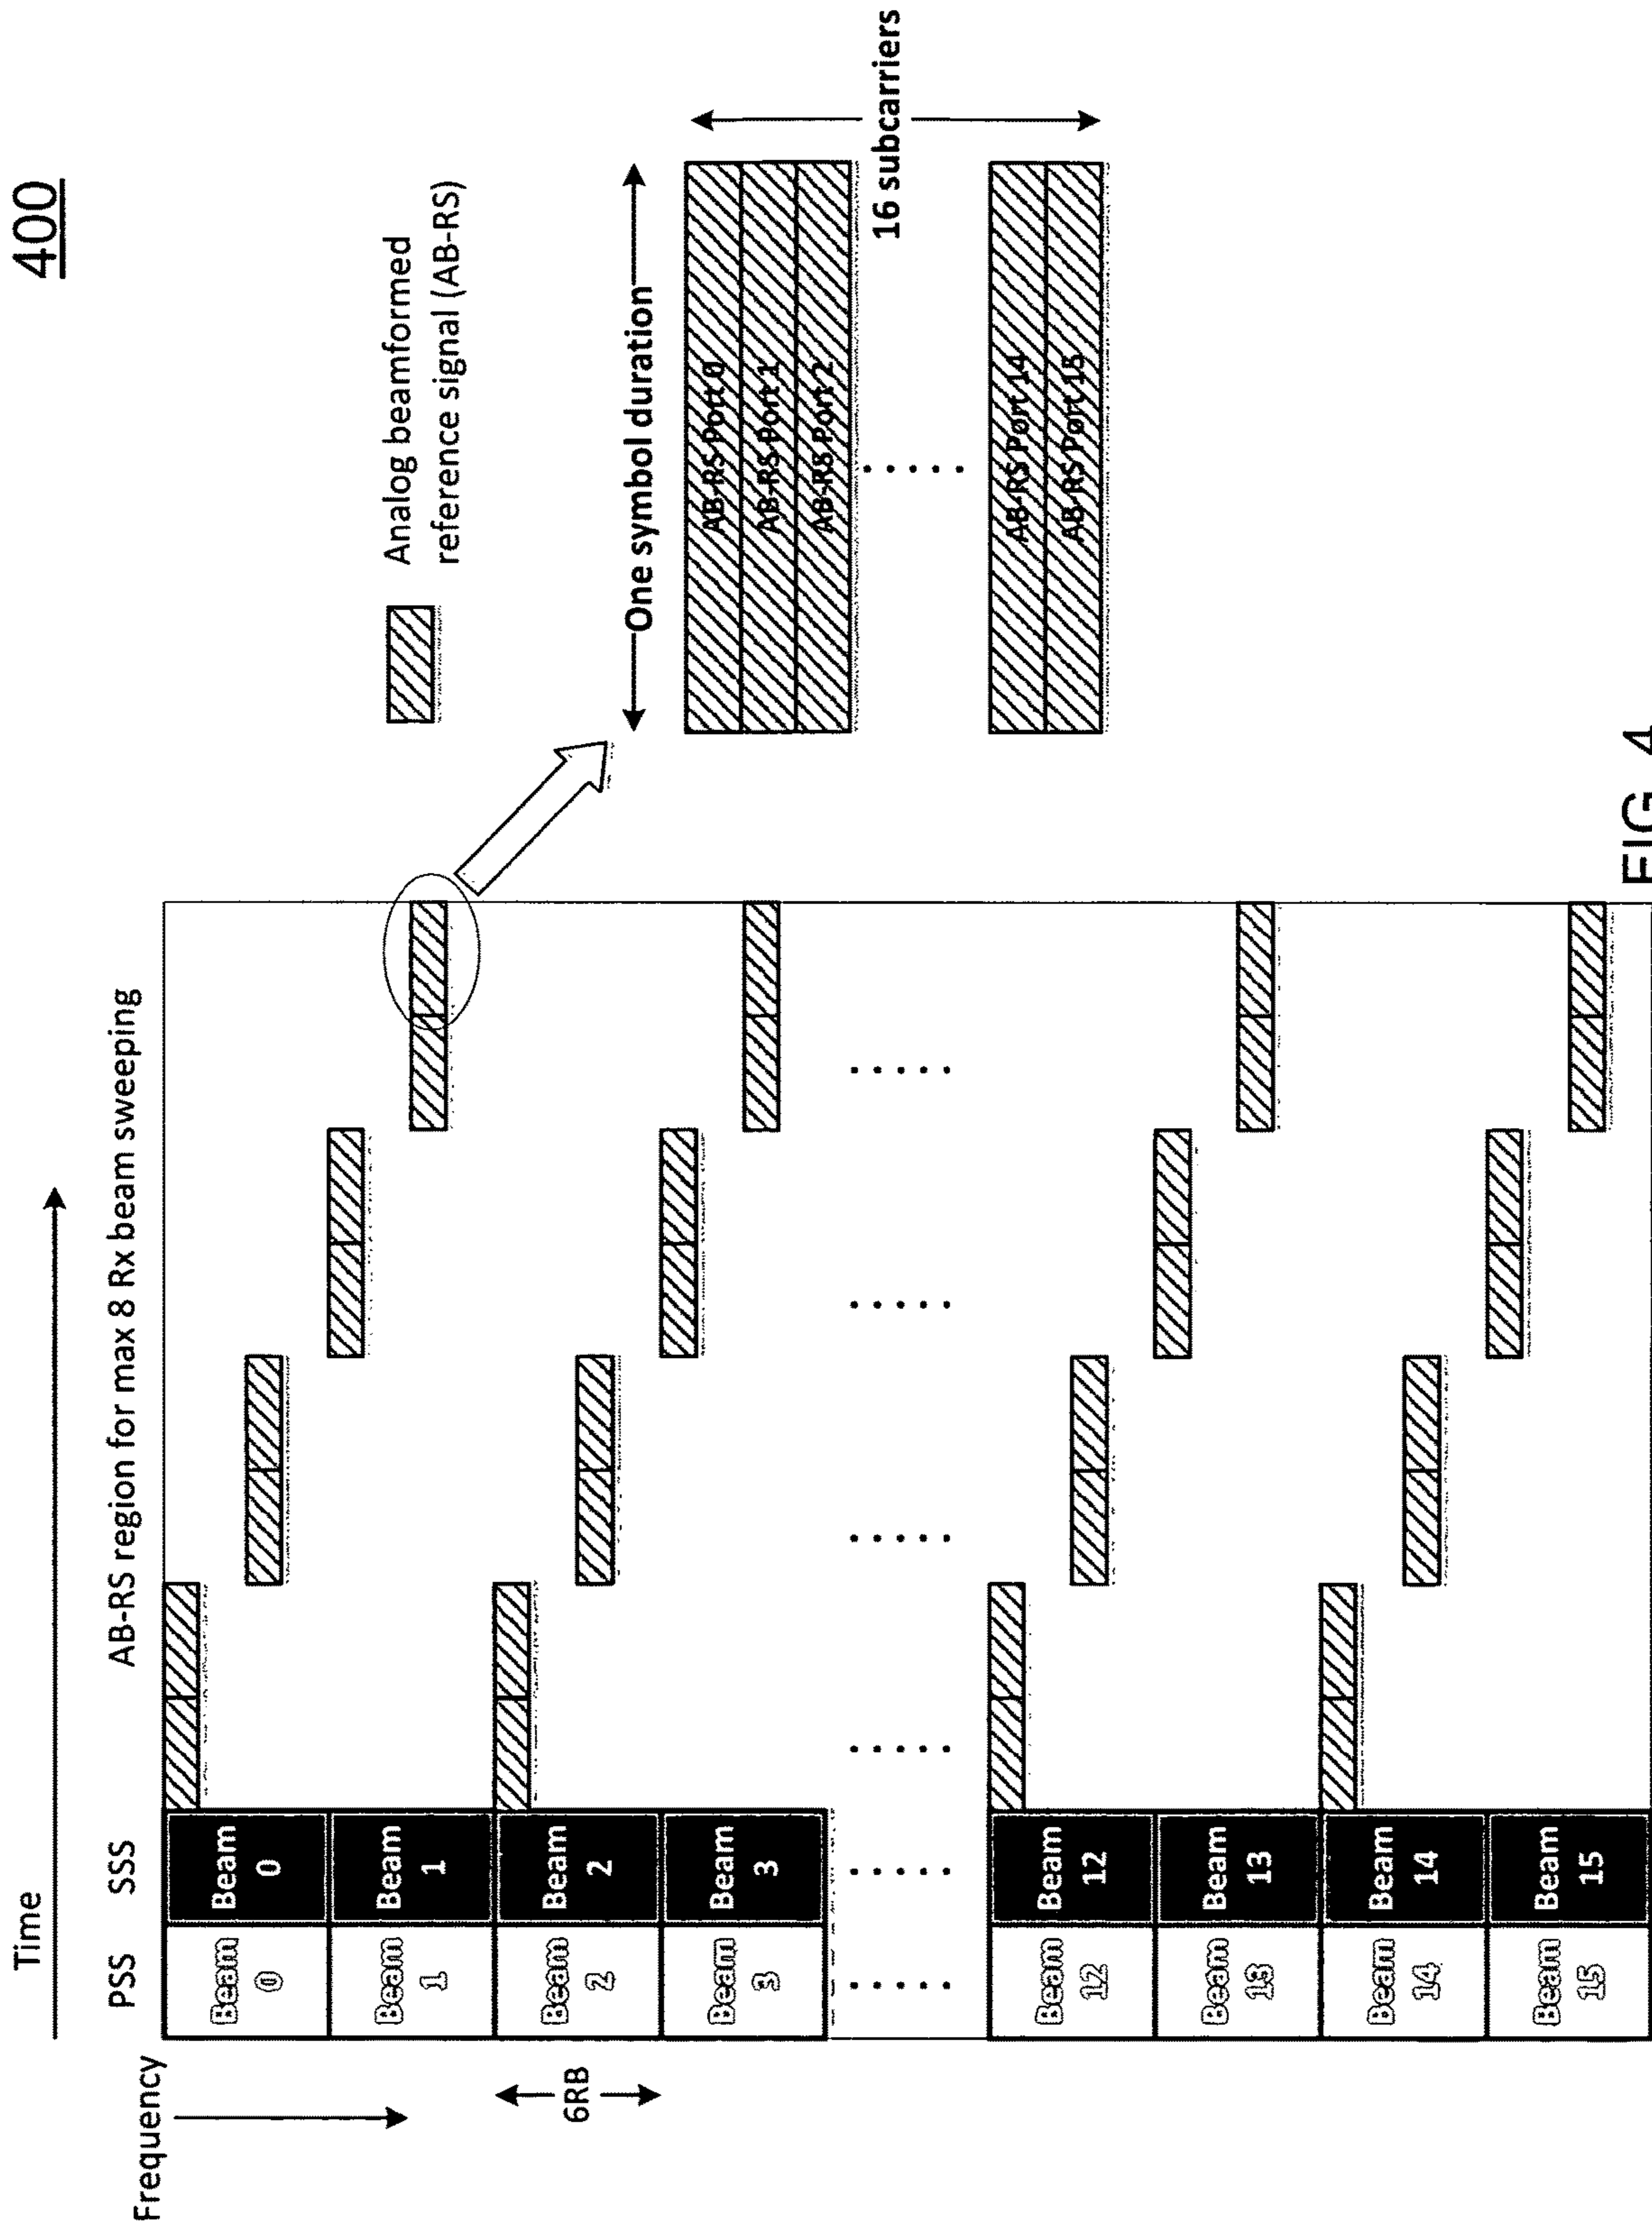 400
Time
PSS
SSS
AB-RS region for max 8 Rx beam sweeping
Frequency
6RB
Beam
0
Beam
0
Beam
1
Beam
1
Beam
2
Beam
2
Beam
3
Beam
3
. . . . .
. . . . .
. . . . .
. . . . .
. . . . .
. . . . .
Beam
12
Beam
12
Beam
13
Beam
13
Beam
14
Beam
14
Beam
15
Beam
15
Analog beamformed
reference signal (AB-RS)
One symbol duration
AB-RS Port 0
AB-RS Port 1
AB-RS Port 2
. . . . .
AB-RS Port 14
AB-RS Port 15
16 subcarriers
FIG. 4